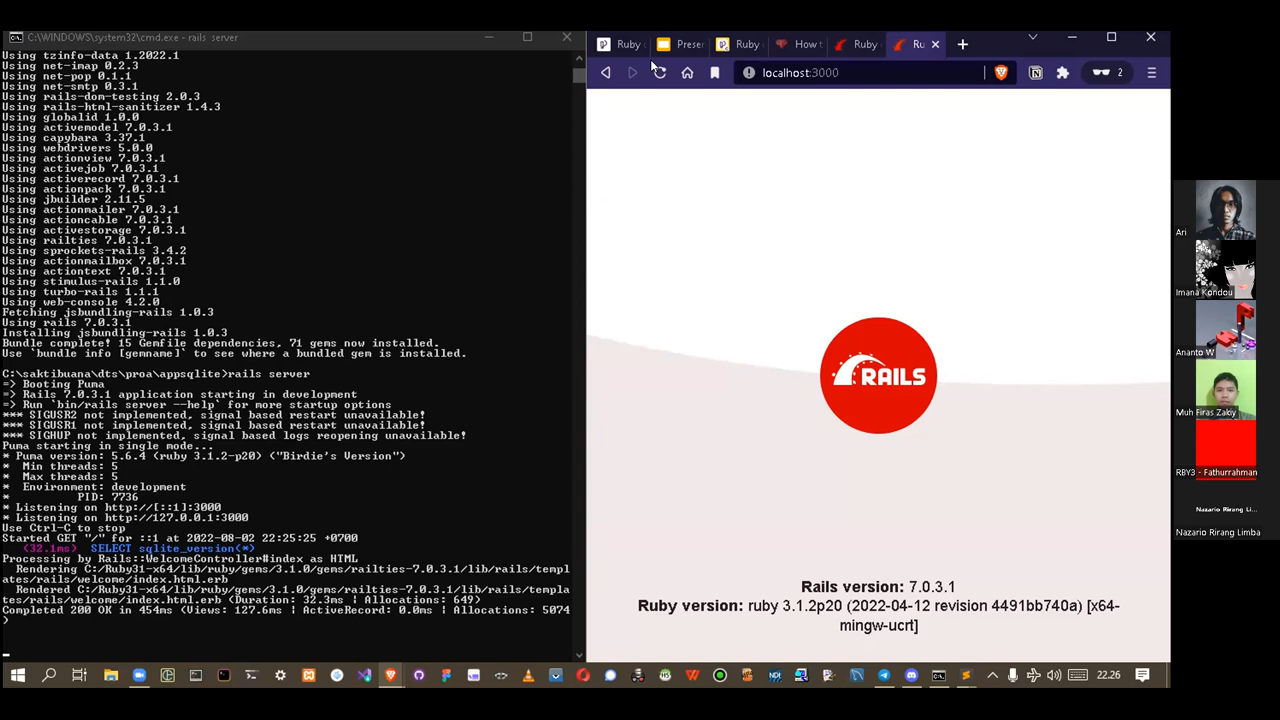 C:\WINDOWS\system32\cmd.exe - rails server
Using tzinfo-data 1.2022.1
Using net-imap 0.2.3
Using net-pop 0.1.1
Using net-smtp 0.3.1
Using rails-dom-testing 2.0.3
Using rails-html-sanitizer 1.4.3
Using globalid 1.0.0
Using activemodel 7.0.3.1
Using capybara 3.37.1
Using webdrivers 5.0.0
Using actionview 7.0.3.1
Using activejob 7.0.3.1
Using activerecord 7.0.3.1
Using actionpack 7.0.3.1
Using jbuilder 2.11.5
Using actionmailer 7.0.3.1
Using actioncable 7.0.3.1
Using activestorage 7.0.3.1
Using railties 7.0.3.1
Using sprockets-rails 3.4.2
Using actionmailbox 7.0.3.1
Using actiontext 7.0.3.1
Using stimulus-rails 1.1.0
Using turbo-rails 1.1.1
Using web-console 4.2.0
Fetching jsbundling-rails 1.0.3
Using rails 7.0.3.1
Installing jsbundling-rails 1.0.3
Bundle complete! 15 Gemfile dependencies, 71 gems now installed.
Use `bundle info [gemname]` to see where a bundled gem is installed.
C:\saktibuana\dts\proa\appsqlite>rails server
=> Booting Puma
=> Rails 7.0.3.1 application starting in development
=> Run `bin/rails server --help` for more startup options
*** SIGUSR2 not implemented, signal based restart unavailable!
*** SIGUSR1 not implemented, signal based restart unavailable!
*** SIGHUP not implemented, signal based logs reopening unavailable!
Puma starting in single mode...
* Puma version: 5.6.4 (ruby 3.1.2-p20) ("Birdie's Version")
* Min threads: 5
* Max threads: 5
* Environment: development
* PID: 7736
* Listening on http://[::1]:3000
* Listening on http://127.0.0.1:3000
Use Ctrl-C to stop
Started GET "/" for ::1 at 2022-08-02 22:25:25 +0700
(32.1ms) SELECT sqlite_version(*)
Processing by Rails::WelcomeController#index as HTML
Rendering C:/Ruby31-x64/lib/ruby/gems/3.1.0/gems/railties-7.0.3.1/lib/rails/templ
ates/rails/welcome/index.html.erb
Rendered C:/Ruby31-x64/lib/ruby/gems/3.1.0/gems/railties-7.0.3.1/lib/rails/templa
tes/rails/welcome/index.html.erb (Duration: 32.3ms | Allocations: 649)
Completed 200 OK in 454ms (Views: 127.6ms | ActiveRecord: 0.0ms | Allocations: 5074
)
Ruby Prese Ruby How t Ruby Ru
localhost:3000
2
RAILS
Rails version: 7.0.3.1
Ruby version: ruby 3.1.2p20 (2022-04-12 revision 4491bb740a) [x64-
mingw-ucrt]
Ari
Imana Kondou
Ananto W
Muh Firas Zakiy
RBY3 - Fathurrahman
Nazario Rirang Lim...
Nazario Rirang Limba
22.26